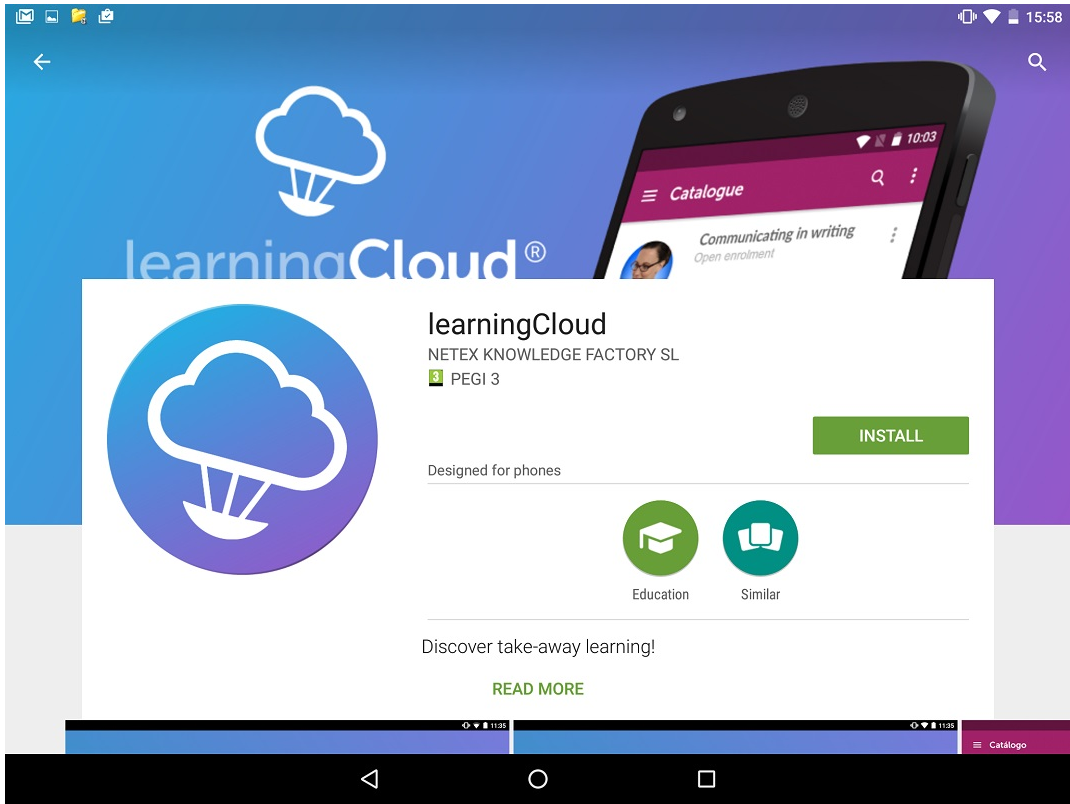 15:58
learningCloud®
10:03
Catalogue
Communicating in writing
Open enrolment
learningCloud
NETEX KNOWLEDGE FACTORY SL
3 PEGI 3
INSTALL
Designed for phones
Education Similar
Discover take-away learning!
READ MORE
11:35 11:35
Catálogo